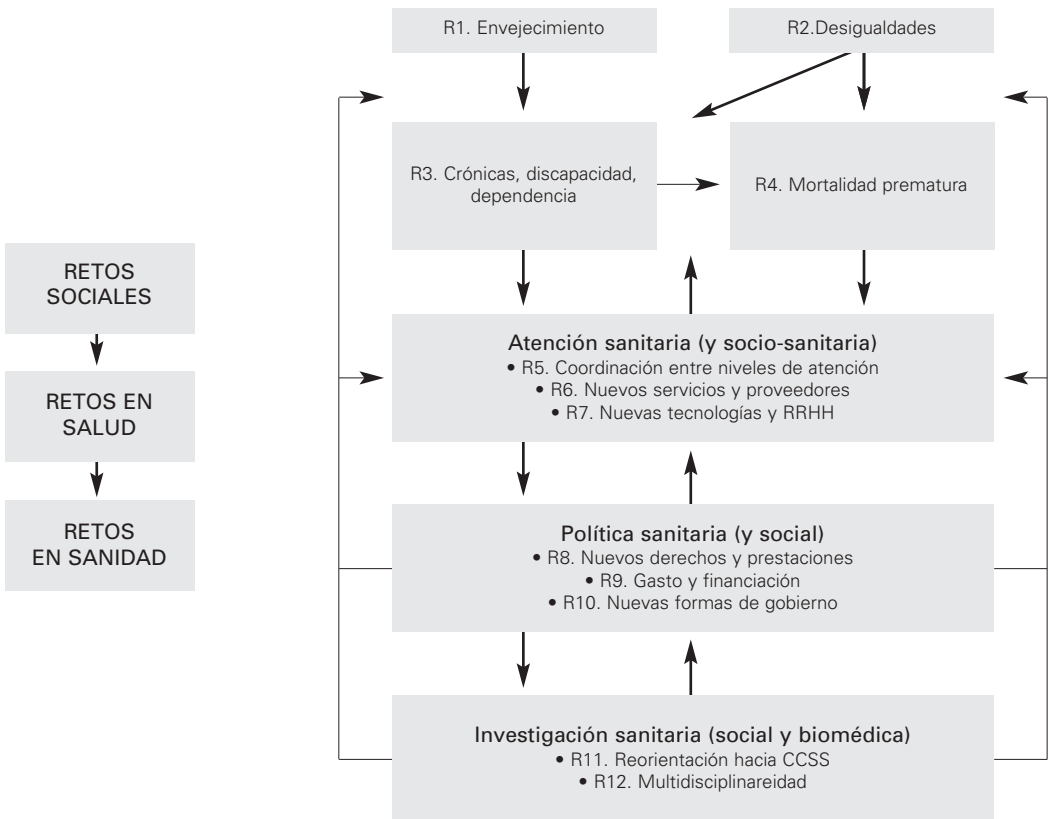 R1. Envejecimiento
R2.Desigualdades
R3. Crónicas, discapacidad,
dependencia
R4. Mortalidad prematura
RETOS
SOCIALES
RETOS EN
SALUD
RETOS
EN SANIDAD
Atención sanitaria (y socio-sanitaria)
• R5. Coordinación entre niveles de atención
• R6. Nuevos servicios y proveedores
• R7. Nuevas tecnologías y RRHH
Política sanitaria (y social)
• R8. Nuevos derechos y prestaciones
• R9. Gasto y financiación
• R10. Nuevas formas de gobierno
Investigación sanitaria (social y biomédica)
• R11. Reorientación hacia CCSS
• R12. Multidisciplinareidad